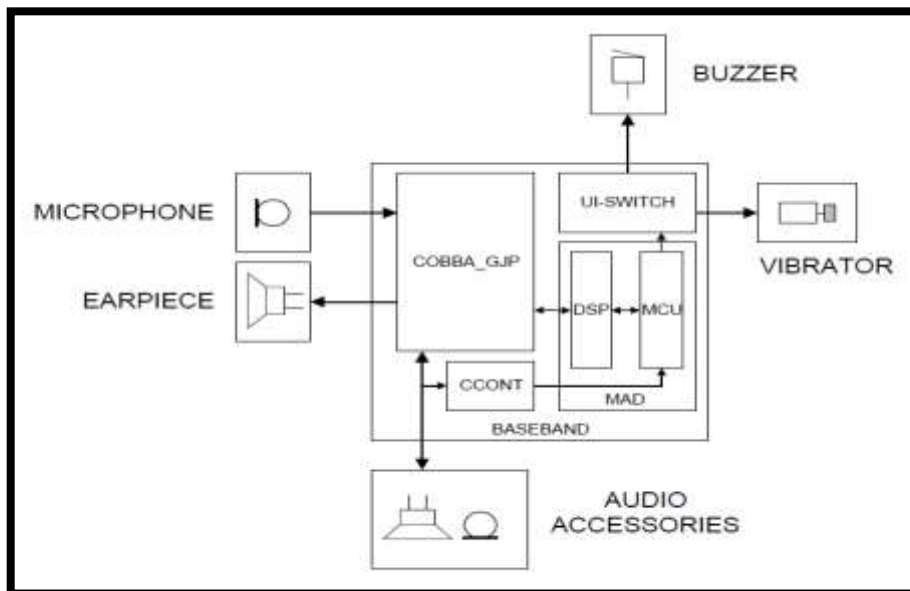 BUZZER
MICROPHONE
UI-SWITCH
COBBA_GJP
VIBRATOR
EARPIECE
DSP
MCU
CCONT
MAD
BASEBAND
AUDIO
ACCESSORIES